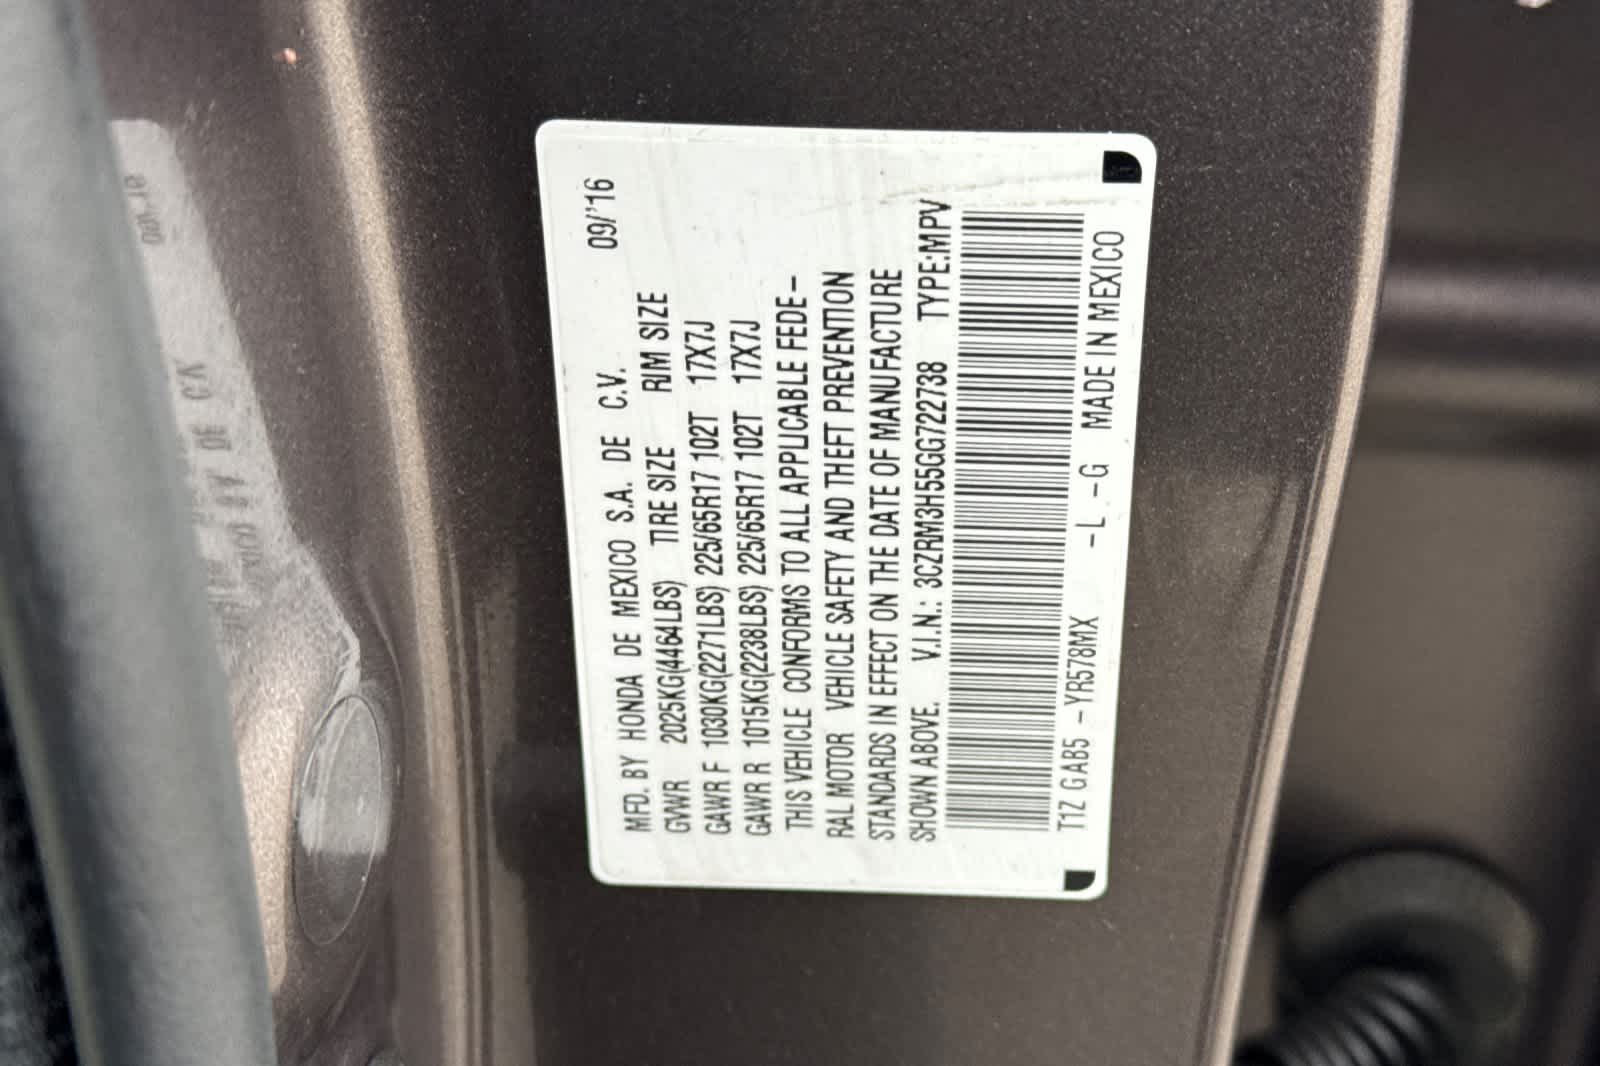 MFD. BY HONDA DE MEXICO S.A. DE C.V. 09/'16
GVWR 2025KG(4464LBS) TIRE SIZE RIM SIZE
GAWR F 1030KG(2271LBS) 225/65R17 102T 17X7J
GAWR R 1015KG(2238LBS) 225/65R17 102T 17X7J
THIS VEHICLE CONFORMS TO ALL APPLICABLE FEDE-
RAL MOTOR VEHICLE SAFETY AND THEFT PREVENTION
STANDARDS IN EFFECT ON THE DATE OF MANUFACTURE
SHOWN ABOVE. V.I.N.: 3CZRM3H55GG722738 TYPE:MPV
T1Z GAB5 -YR578MX -L.-G MADE IN MEXICO